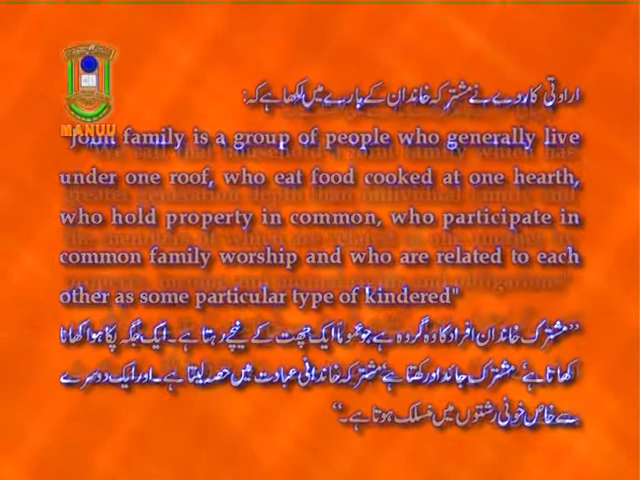 MANUU
اراوتی کاروے نے مشترکہ خاندان کے بارے میں لکھا ہے کہ:
"Joint family is a group of people who generally live
under one roof, who eat food cooked at one hearth,
who hold property in common, who participate in
common family worship and who are related to each
other as some particular type of kindered"
’’مشترک خاندان افراد کا وہ گروہ ہے جو عموماً ایک چھت کے نیچے رہتا ہے۔ ایک جگہ پکا ہوا کھانا
کھاتا ہے‘ مشترک جائداد رکھتا ہے‘ مشترکہ خاندانی عبادت میں حصہ لیتا ہے۔ اور ایک دوسرے
سے خاص خونی رشتوں میں منسلک ہوتا ہے۔‘‘